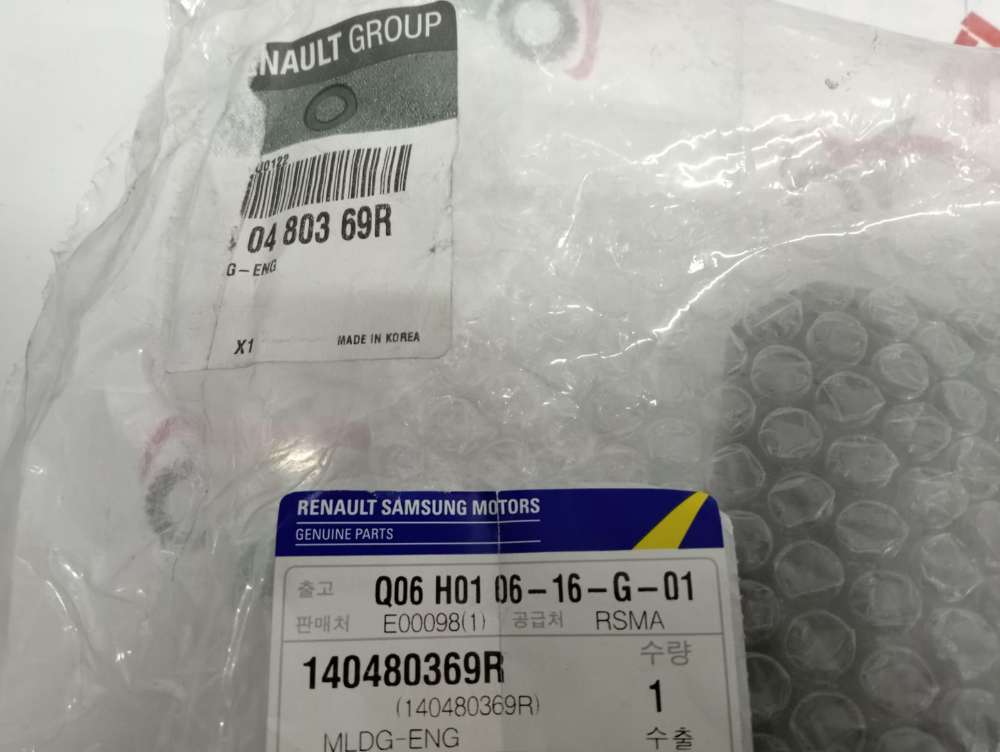 ENAULT GROUP
04 803 69R
G-ENG
X1
MADE IN KOREA
RENAULT SAMSUNG MOTORS
GENUINE PARTS
출고 Q06 H01 06-16-G-01
판매처 E00098(1) 공급처 RSMA
140480369R 수량
(140480369R) 1
MLDG-ENG 수출